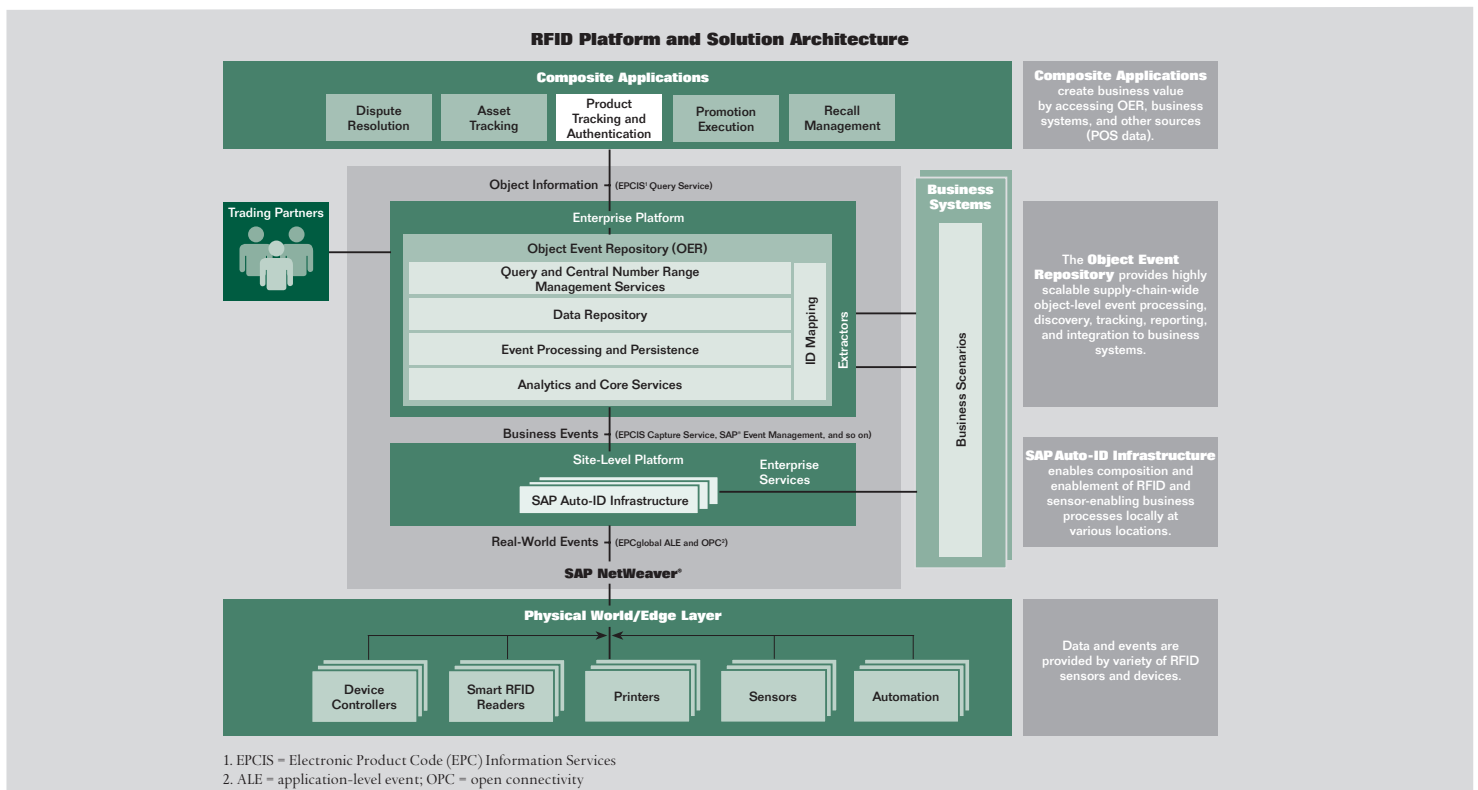 RFID Platform and Solution Architecture
Composite Applications
Dispute
Resolution
Asset
Tracking
Product
Tracking and
Authentication
Promotion
Execution
Recall
Management
Composite Applications
create business value
by accessing OER, business
systems, and other sources
(POS data).
Object Information
(EPCIS¹ Query Service)
Trading Partners
Enterprise Platform
Object Event Repository (OER)
Query and Central Number Range
Management Services
Data Repository
Event Processing and Persistence
Analytics and Core Services
ID Mapping
Extractors
Business
Systems
Business Scenarios
The Object Event
Repository provides highly
scalable supply-chain-wide
object-level event processing,
discovery, tracking, reporting,
and integration to business
systems.
Business Events
(EPCIS Capture Service, SAP® Event Management, and so on)
Site-Level Platform
SAP Auto-ID Infrastructure
Enterprise
Services
SAP Auto-ID Infrastructure
enables composition and
enablement of RFID and
sensor-enabling business
processes locally at
various locations.
Real-World Events
(EPCglobal ALE and OPC²)
SAP NetWeaver®
Physical World/Edge Layer
Device
Controllers
Smart RFID
Readers
Printers
Sensors
Automation
Data and events are
provided by variety of RFID
sensors and devices.
1. EPCIS = Electronic Product Code (EPC) Information Services
2. ALE = application-level event; OPC = open connectivity